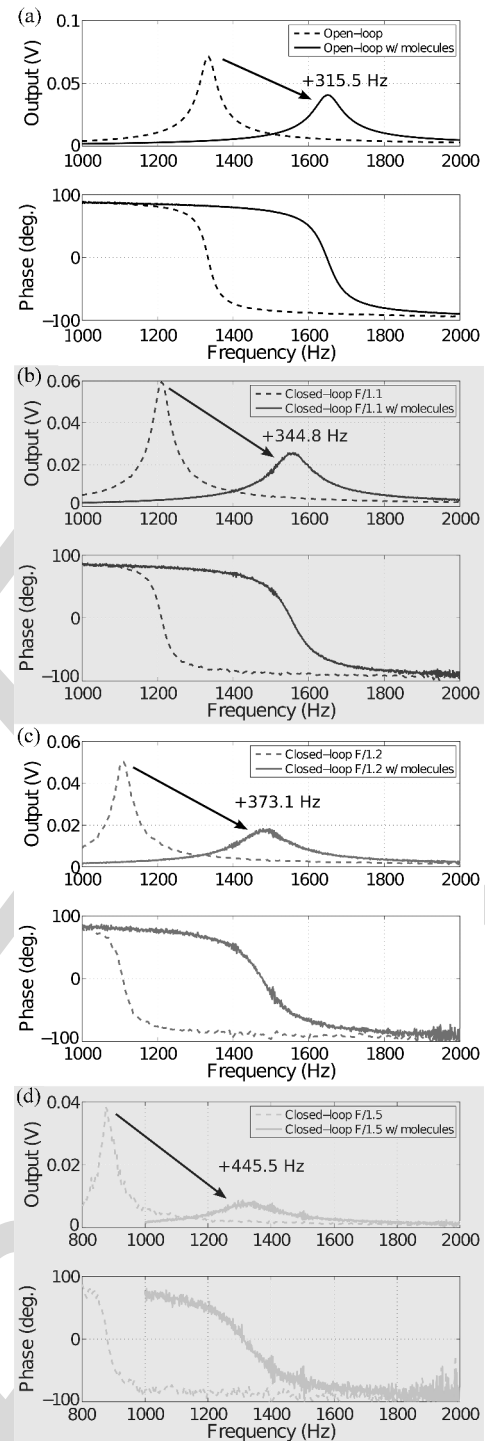 (a)
0.1
Output (V)
0.05
0
Open-loop
Open-loop w/ molecules
+315.5 Hz
1000 1200 1400 1600 1800 2000
100
Phase (deg.)
0
−100
1000 1200 1400 1600 1800 2000
Frequency (Hz)
(b)
0.06
Output (V)
0.04
0.02
0
Closed-loop F/1.1
Closed-loop F/1.1 w/ molecules
+344.8 Hz
1000 1200 1400 1600 1800 2000
100
Phase (deg.)
0
−100
1000 1200 1400 1600 1800 2000
Frequency (Hz)
(c)
0.06
Output (V)
0.04
0.02
0
Closed-loop F/1.2
Closed-loop F/1.2 w/ molecules
+373.1 Hz
1000 1200 1400 1600 1800 2000
100
Phase (deg.)
0
−100
1000 1200 1400 1600 1800 2000
Frequency (Hz)
(d)
0.04
Output (V)
0.02
0
Closed-loop F/1.5
Closed-loop F/1.5 w/ molecules
+445.5 Hz
800 1000 1200 1400 1600 1800 2000
100
Phase (deg.)
0
−100
800 1000 1200 1400 1600 1800 2000
Frequency (Hz)